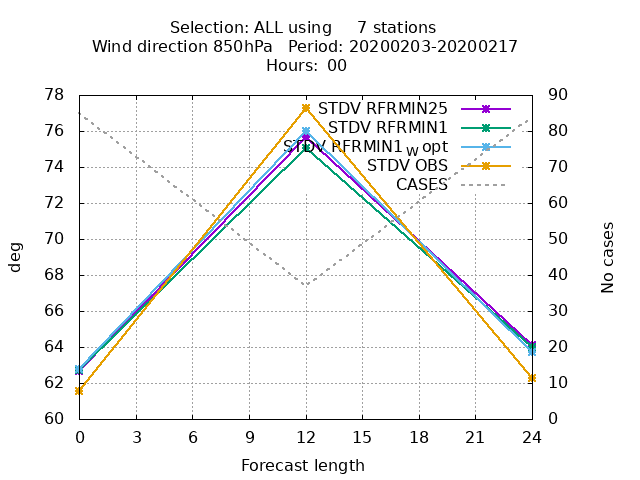 Selection: ALL using     7 stations
Wind direction 850hPa   Period: 20200203-20200217
Hours: 00
78 90
STDV RFRMIN25
76 80
STDV RFRMIN1
STDV RFRMIN1_W opt
74 70
STDV OBS
CASES
72 60
70 50
68 40
66 30
64 20
62 10
60 0
deg
No cases
0 3 6 9 12 15 18 21 24
Forecast length